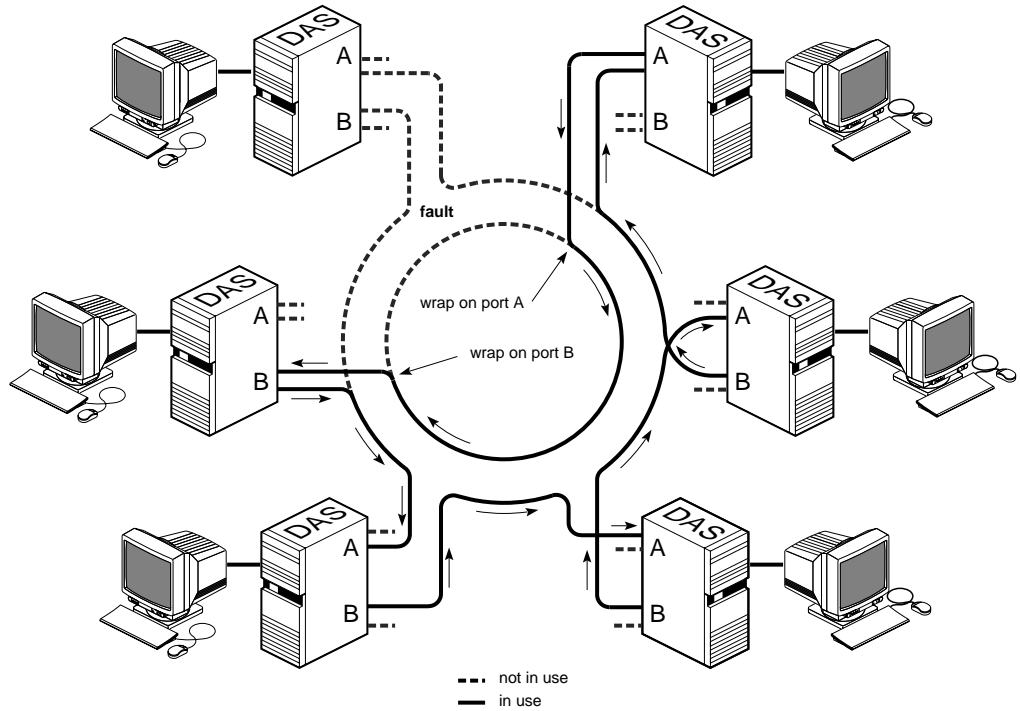 DAS
A
B
DAS
A
B
fault
wrap on port A
DAS
A
B
wrap on port B
DAS
A
B
DAS
A
B
DAS
A
B
not in use
in use